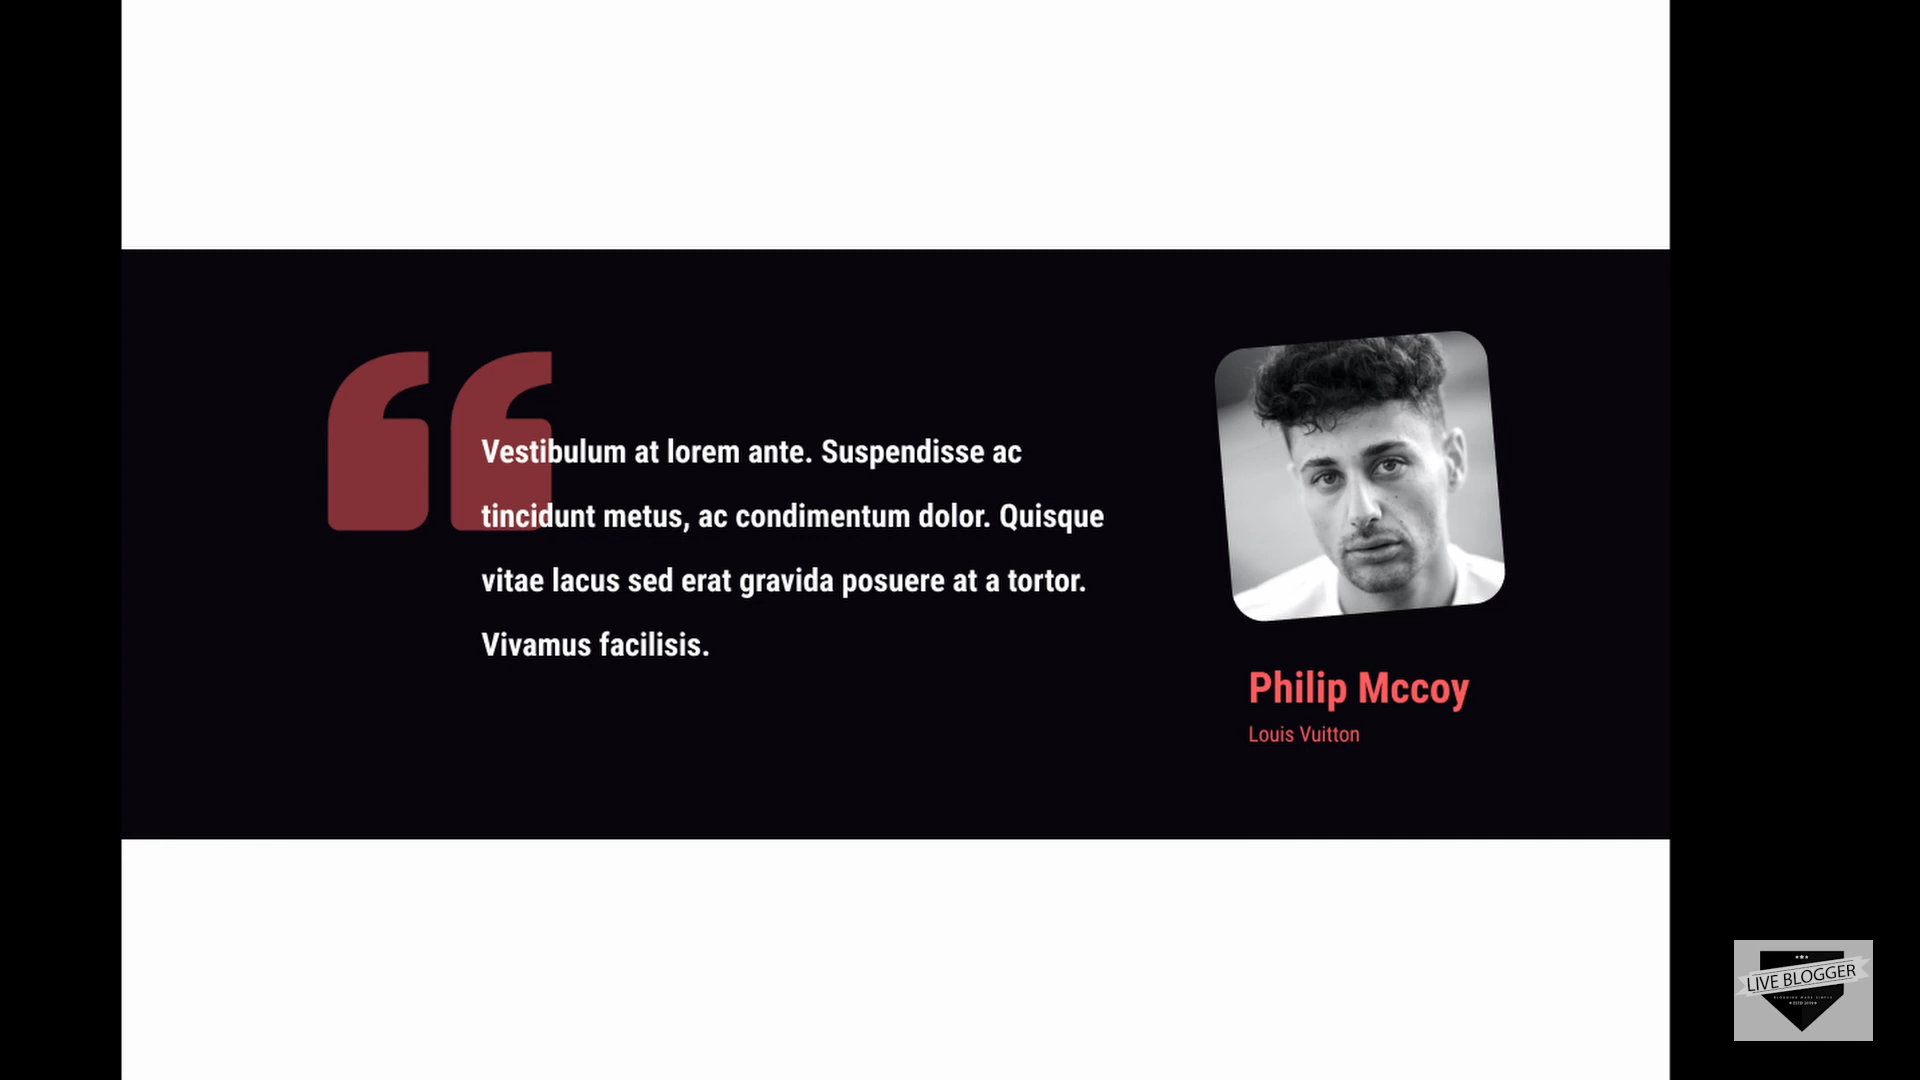 Vestibulum at lorem ante. Suspendisse ac
tincidunt metus, ac condimentum dolor. Quisque
vitae lacus sed erat gravida posuere at a tortor.
Vivamus facilisis.
Philip Mccoy
Louis Vuitton
LIVE BLOGGER